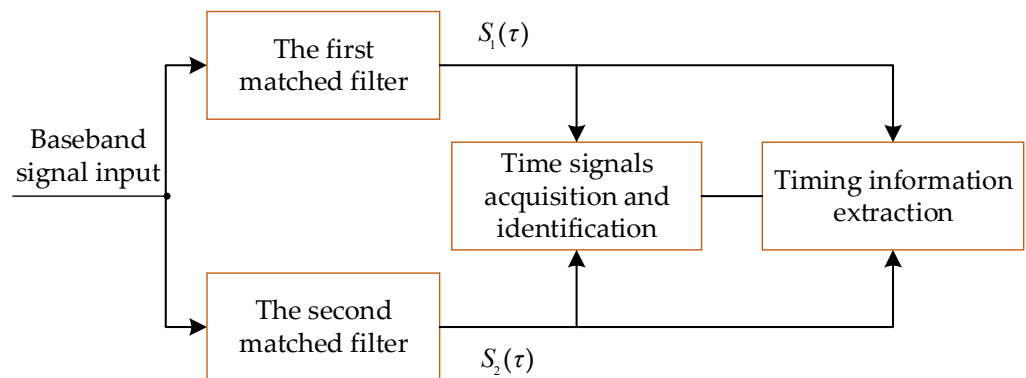 S₁(τ)
The first
matched filter
Baseband
signal input
Time signals
acquisition and
identification
Timing information
extraction
The second
matched filter
S₂(τ)